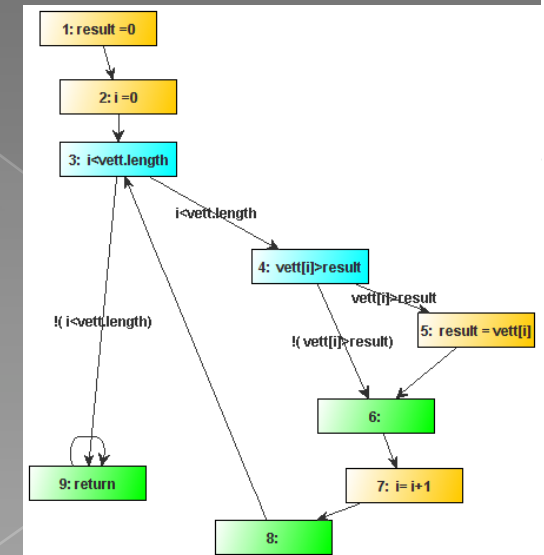 1: result =0
2: i =0
3:  i<vett.length
i<vett.length
4:  vett[i]>result
vett[i]>result
5:  result = vett[i]
!( i<vett.length)
!( vett[i]>result)
6:
7:  i= i+1
9: return
8: